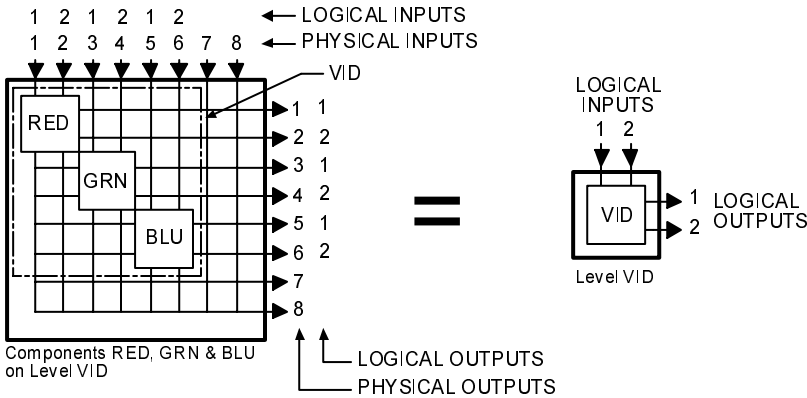 1 2 1 2 1 2 LOGICAL INPUTS
1 2 3 4 5 6 7 8 PHYSICAL INPUTS
VID
RED
GRN
BLU
1 1
2 2
3 1
4 2
5 1
6 2
7
8
Components RED, GRN & BLU
on Level VID
LOGICAL OUTPUTS
PHYSICAL OUTPUTS
=
LOGICAL
INPUTS
1 2
VID
1
2
LOGICAL
OUTPUTS
Level VID